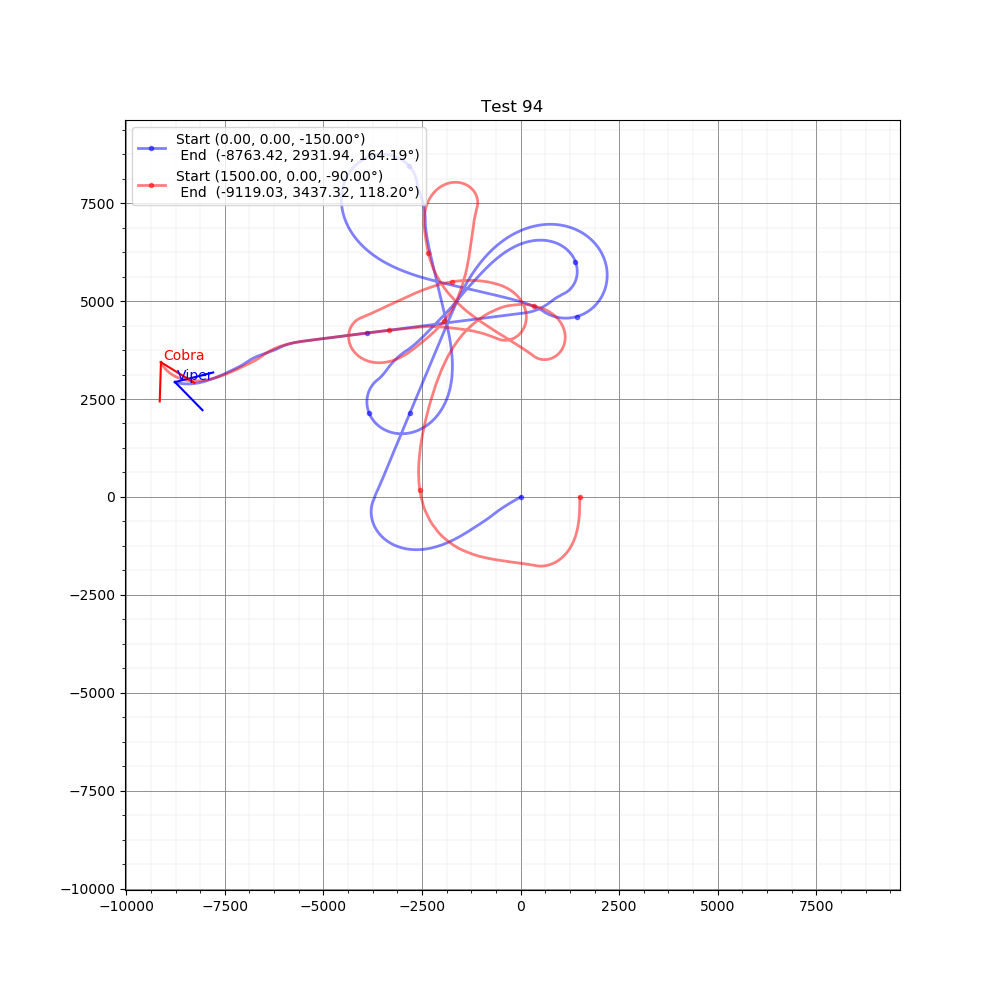 Test 94
Start (0.00, 0.00, -150.00°)
End (-8763.42, 2931.94, 164.19°)
Start (1500.00, 0.00, -90.00°)
End (-9119.03, 3437.32, 118.20°)
7500
5000
2500
0
−2500
−5000
−7500
−10000
Cobra
Viper
−10000 −7500 −5000 −2500 0 2500 5000 7500